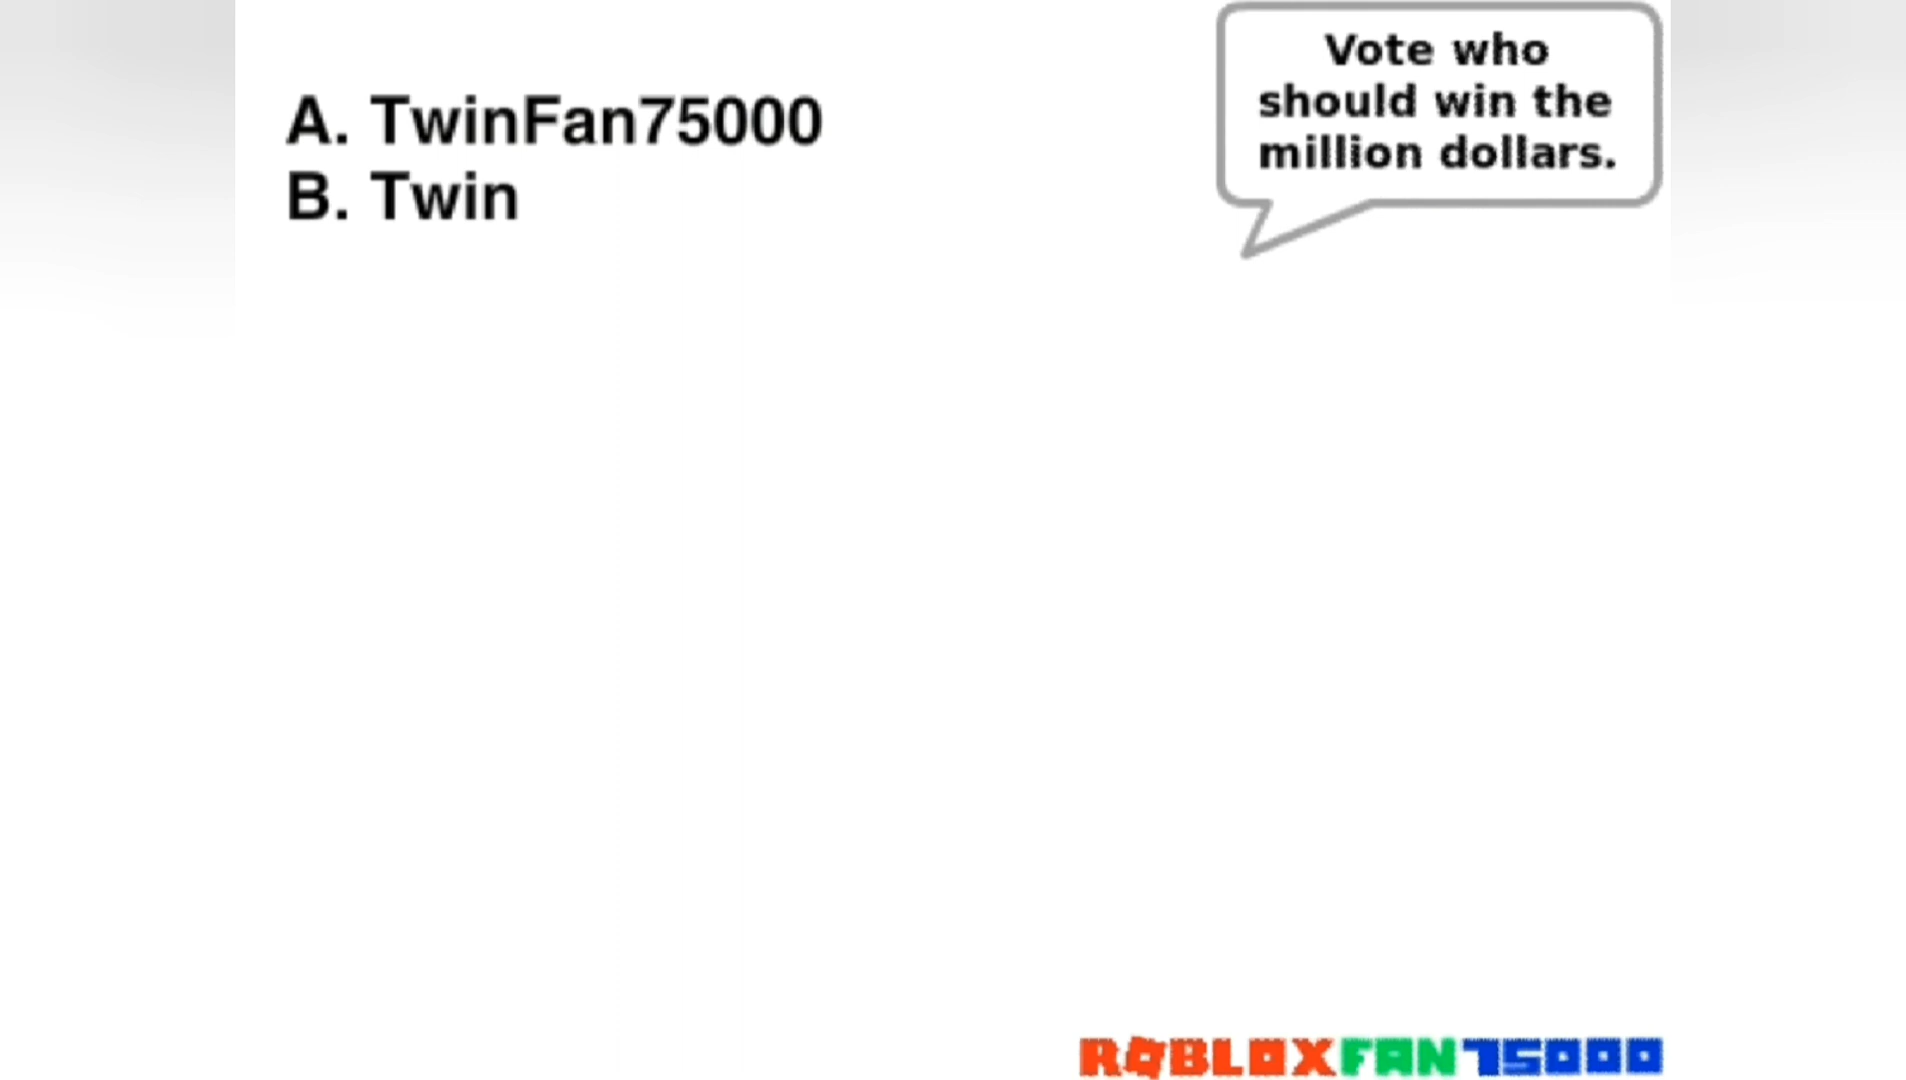 A. TwinFan75000
B. Twin
Vote who
should win the
million dollars.
ROBLOXFAN75000